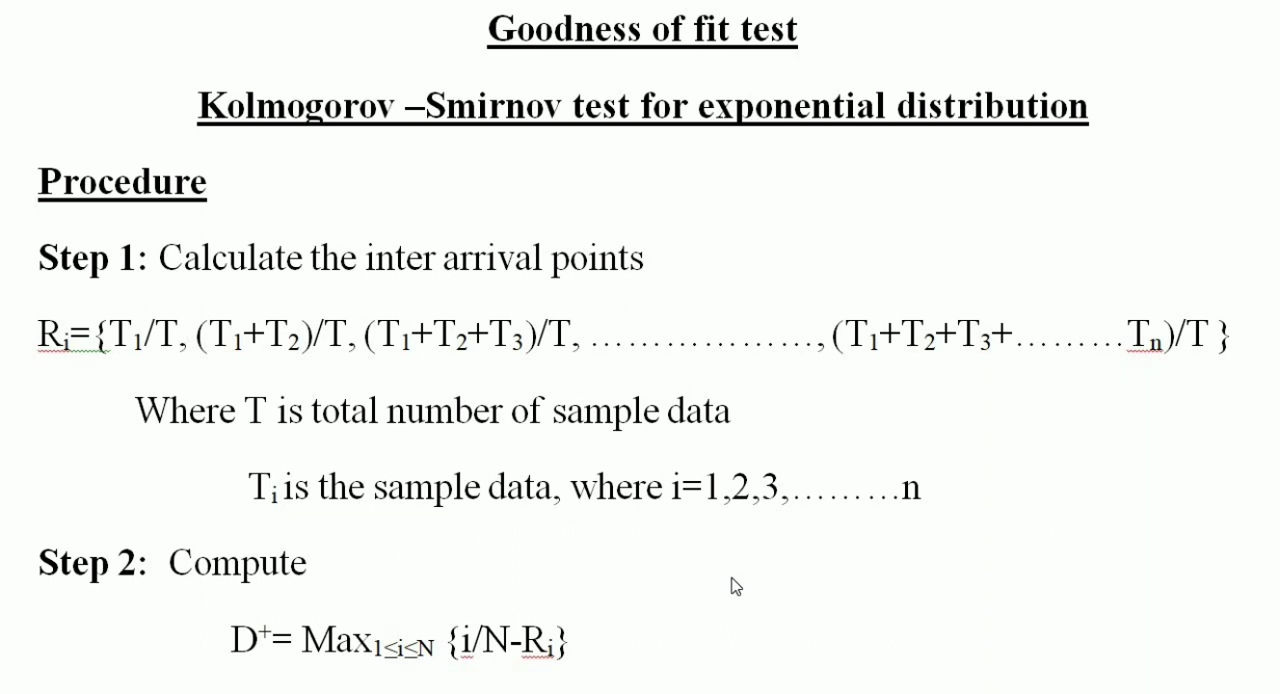 Goodness of fit test
Kolmogorov –Smirnov test for exponential distribution
Procedure
Step 1: Calculate the inter arrival points
Rᵢ={T₁/T, (T₁+T₂)/T, (T₁+T₂+T₃)/T, ………………., (T₁+T₂+T₃+………Tₙ)/T }
Where T is total number of sample data
Tᵢ is the sample data, where i=1,2,3,………n
Step 2: Compute
D⁺= Max₁≤i≤N {i/N-Rᵢ}